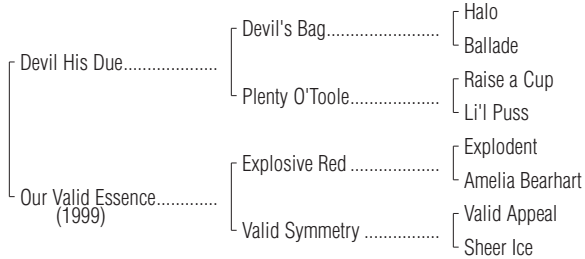 Halo
Devil's Bag........................
Ballade
Devil His Due....................
Raise a Cup
Plenty O'Toole...................
Li'l Puss
Explodent
Explosive Red ...................
Amelia Bearhart
Our Valid Essence.............
(1999)
Valid Appeal
Valid Symmetry ................
Sheer Ice